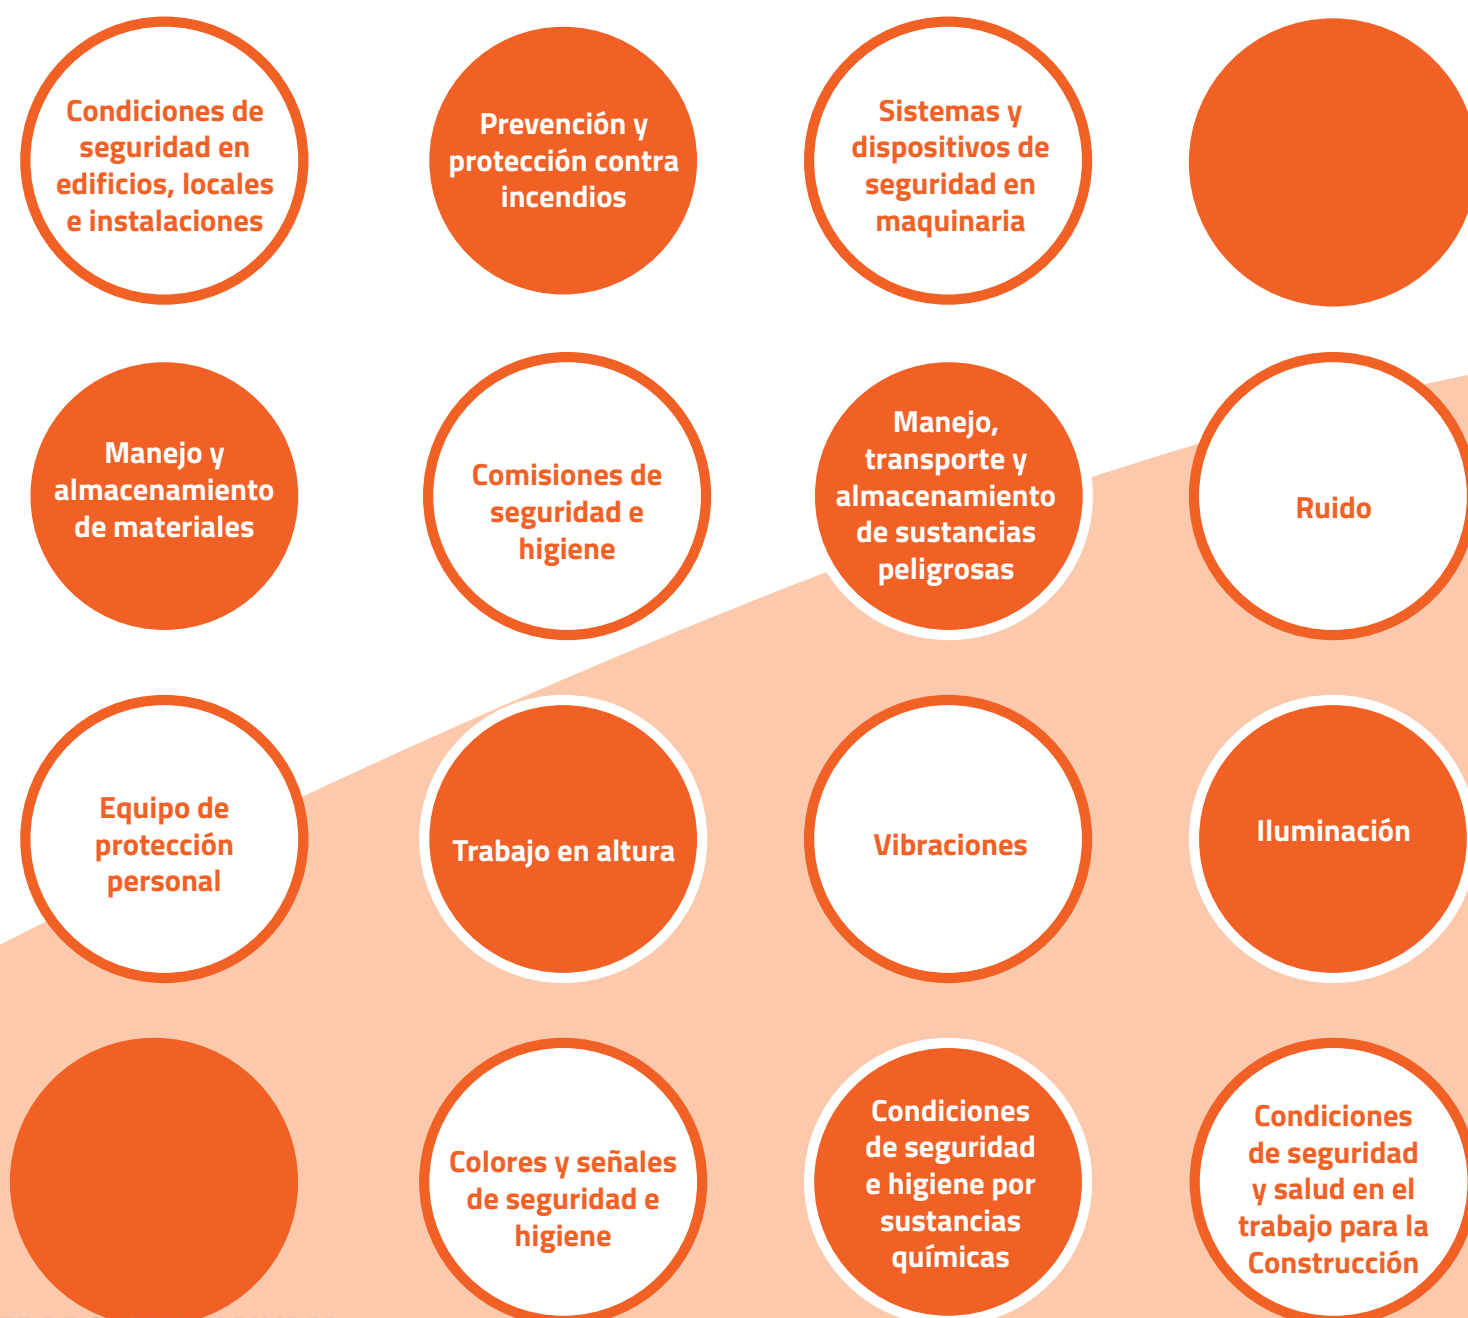 Condiciones de
seguridad en
edificios, locales
e instalaciones
Prevención y
protección contra
incendios
Sistemas y
dispositivos de
seguridad en
maquinaria
Manejo y
almacenamiento
de materiales
Comisiones de
seguridad e
higiene
Manejo,
transporte y
almacenamiento
de sustancias
peligrosas
Ruido
Equipo de
protección
personal
Trabajo en altura
Vibraciones
Iluminación
Colores y señales
de seguridad e
higiene
Condiciones
de seguridad
e higiene por
sustancias
químicas
Condiciones
de seguridad
y salud en el
trabajo para la
Construcción